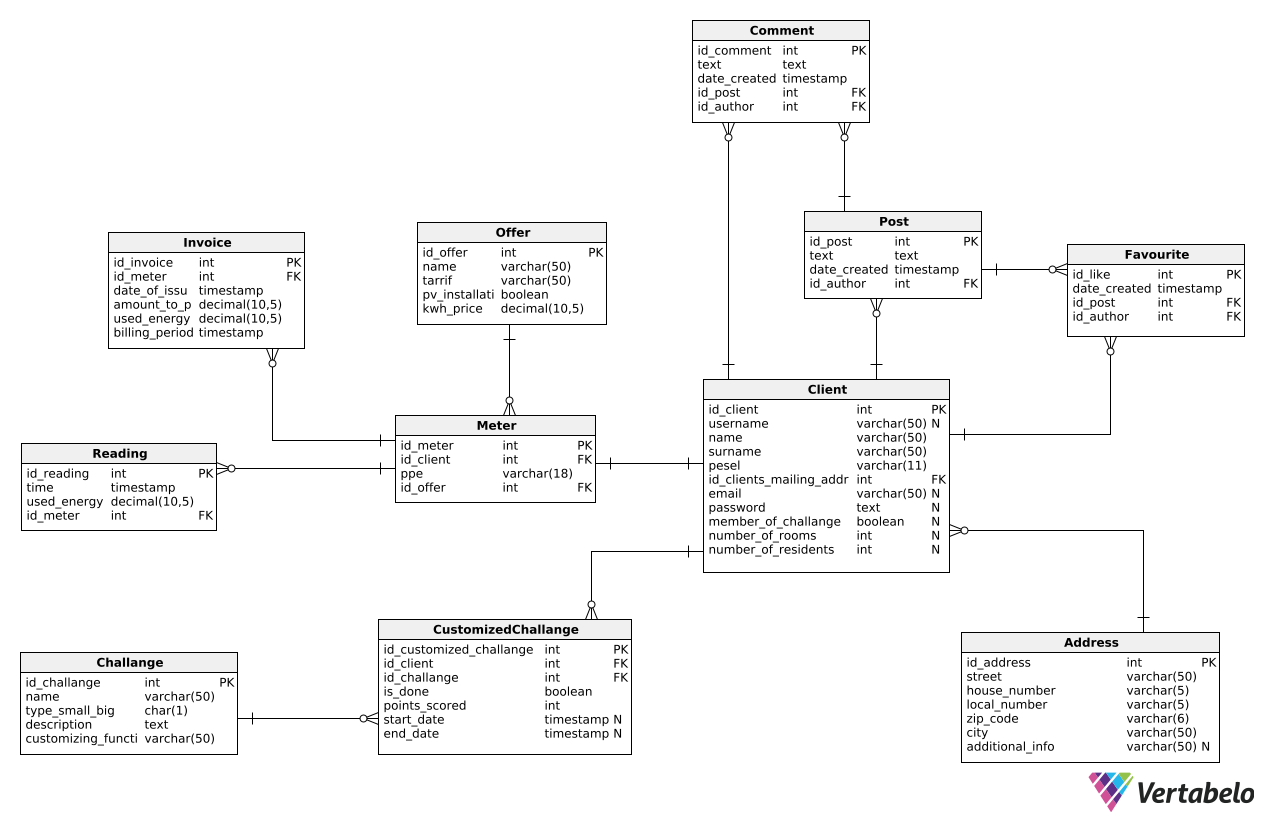 Comment
id_comment int PK
text text
date_created timestamp
id_post int FK
id_author int FK
Post
id_post int PK
text text
date_created timestamp
id_author int FK
Favourite
id_like int PK
date_created timestamp
id_post int FK
id_author int FK
Invoice
id_invoice int PK
id_meter int FK
date_of_issu timestamp
amount_to_p decimal(10,5)
used_energy decimal(10,5)
billing_period timestamp
Offer
id_offer int PK
name varchar(50)
tarrif varchar(50)
pv_installati boolean
kwh_price decimal(10,5)
Client
id_client int PK
username varchar(50) N
name varchar(50)
surname varchar(50)
pesel varchar(11)
id_clients_mailing_addr int FK
email varchar(50) N
password text N
member_of_challange boolean N
number_of_rooms int N
number_of_residents int N
Meter
id_meter int PK
id_client int FK
ppe varchar(18)
id_offer int FK
Reading
id_reading int PK
time timestamp
used_energy decimal(10,5)
id_meter int FK
CustomizedChallange
id_customized_challange int PK
id_client int FK
id_challange int FK
is_done boolean
points_scored int
start_date timestamp N
end_date timestamp N
Challange
id_challange int PK
name varchar(50)
type_small_big char(1)
description text
customizing_functi varchar(50)
Address
id_address int PK
street varchar(50)
house_number varchar(5)
local_number varchar(5)
zip_code varchar(6)
city varchar(50)
additional_info varchar(50) N
Vertabelo